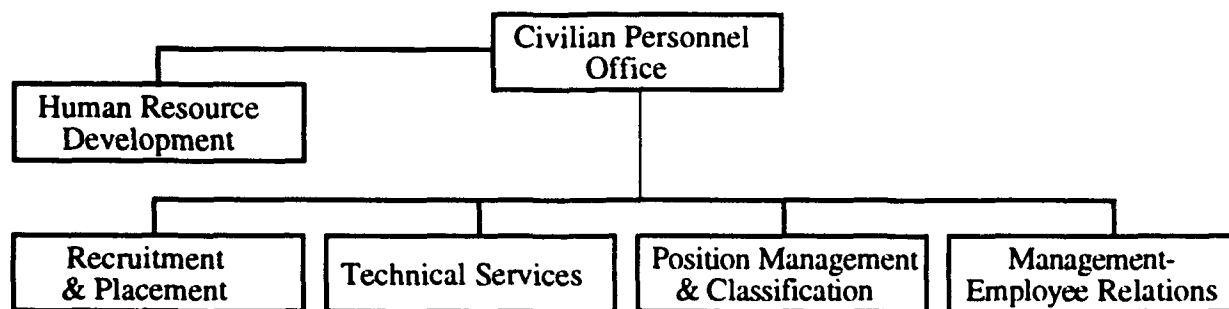 Civilian Personnel
Office
Human Resource
Development
Recruitment
& Placement
Technical Services
Position Management
& Classification
Management-
Employee Relations